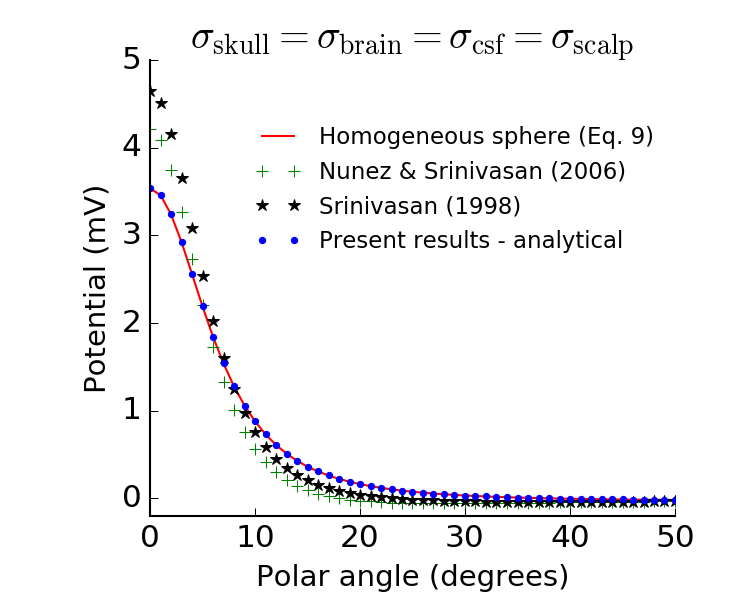 σskull = σbrain = σcsf = σscalp
5
4
3
2
1
0
Potential (mV)
Homogeneous sphere (Eq. 9)
Nunez & Srinivasan (2006)
Srinivasan (1998)
Present results - analytical
0 10 20 30 40 50
Polar angle (degrees)